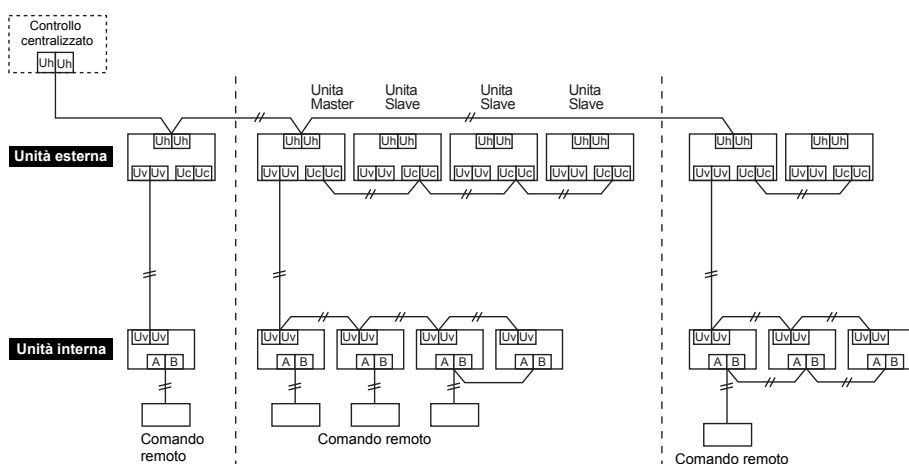 Controllo
centralizzato
Uh Uh
Unita Master
Unita Slave
Unita Slave
Unita Slave
Uh Uh
Uh Uh
Uh Uh
Uh Uh
Uh Uh
Uh Uh
Uh Uh
Unità esterna
Uv Uv Uc Uc
Uv Uv Uc Uc
Uv Uv Uc Uc
Uv Uv Uc Uc
Uv Uv Uc Uc
Uv Uv Uc Uc
Uv Uv Uc Uc
Uv Uv
Uv Uv
Uv Uv
Uv Uv
Uv Uv
Uv Uv
Uv Uv
Uv Uv
Unità interna
A B
A B
A B
A B
A B
A B
A B
A B
Comando
remoto
Comando remoto
Comando remoto